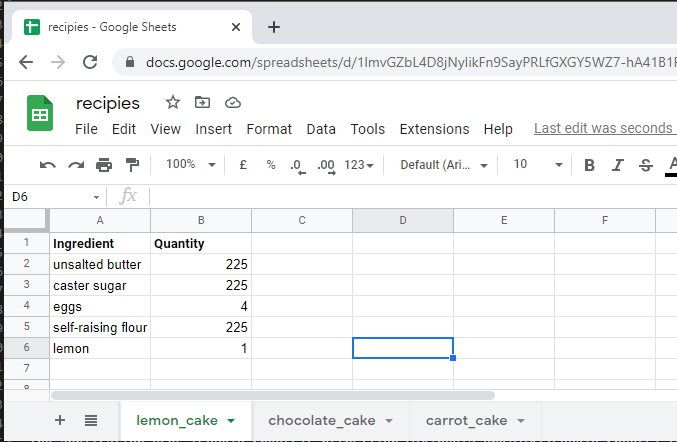 recipies - Google Sheets
docs.google.com/spreadsheets/d/1ImvGZbL4D8jNylikFn9SayPRLfGXGY5WZ7-hA41B1F
recipies
File Edit View Insert Format Data Tools Extensions Help Last edit was seconds
100% £ % .0 .00 123 Default (Ari... 10 B I S A
D6 fx
A B C D E F
1 Ingredient Quantity
2 unsalted butter 225
3 caster sugar 225
4 eggs 4
5 self-raising flour 225
6 lemon 1
7
8
lemon_cake chocolate_cake carrot_cake